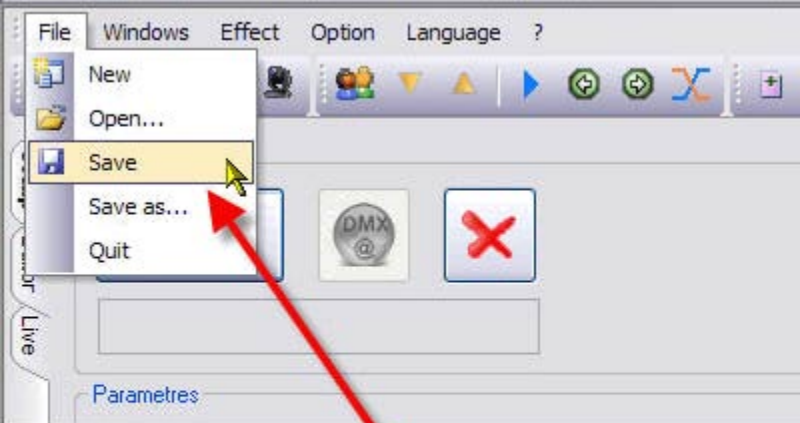 File Windows Effect Option Language ?
New
Open...
Save
Save as...
Quit
DMX
@
Live
Parametres